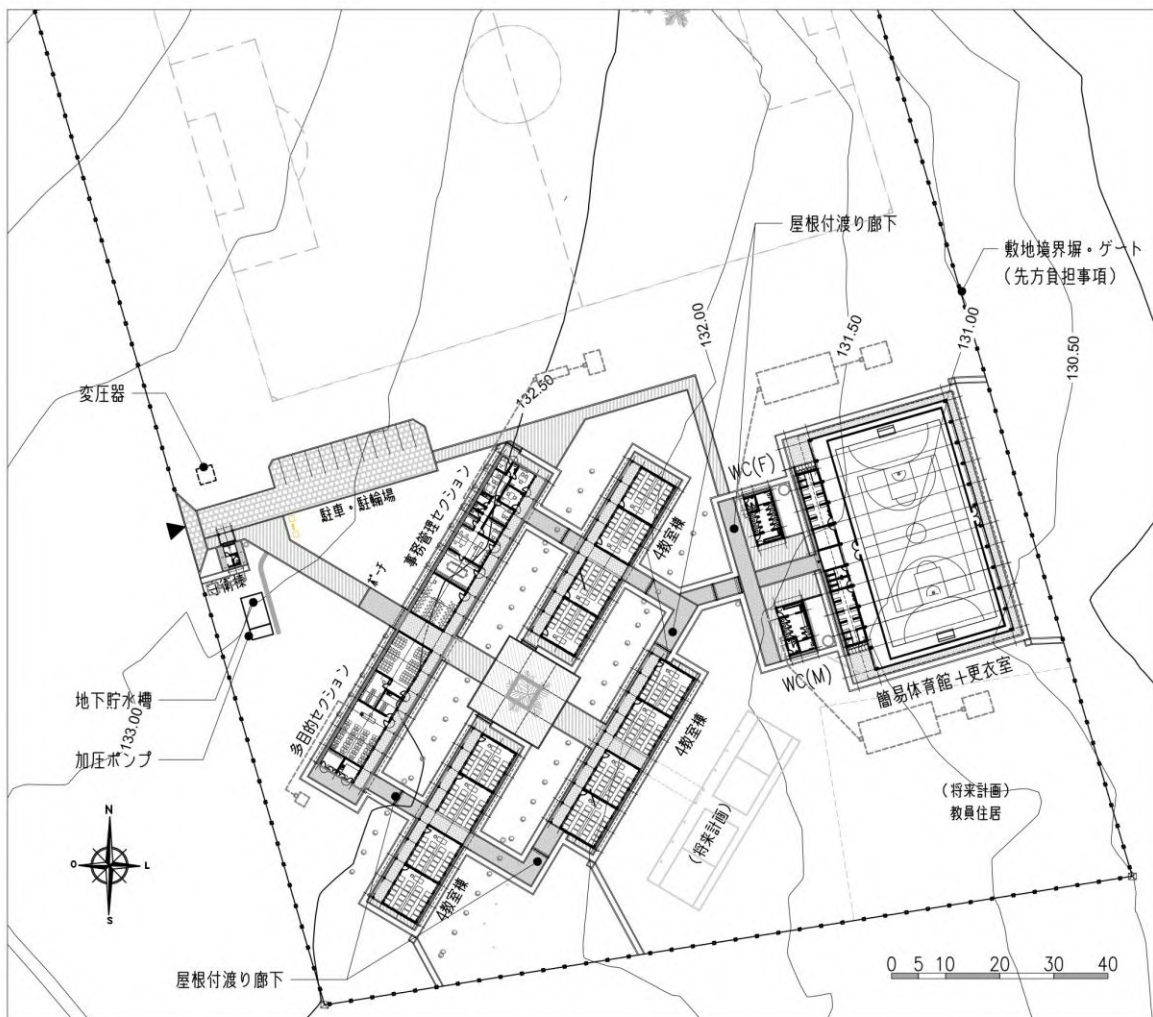 屋根付渡り廊下
敷地境界塀・ゲート
(先方負担事項)
132.00
131.50
131.00
130.50
変圧器
132.50
駐車・駐輪場
事務管理セクション
4教室棟
WC(F)
守衛棟
ポーチ
地下貯水槽
133.00
加圧ポンプ
多目的セクション
4教室棟
WC(M)
簡易体育館+更衣室
(将来計画)
教員住居
(将来計画)
N
O
L
S
4教室棟
屋根付渡り廊下
0 5 10 20 30 40